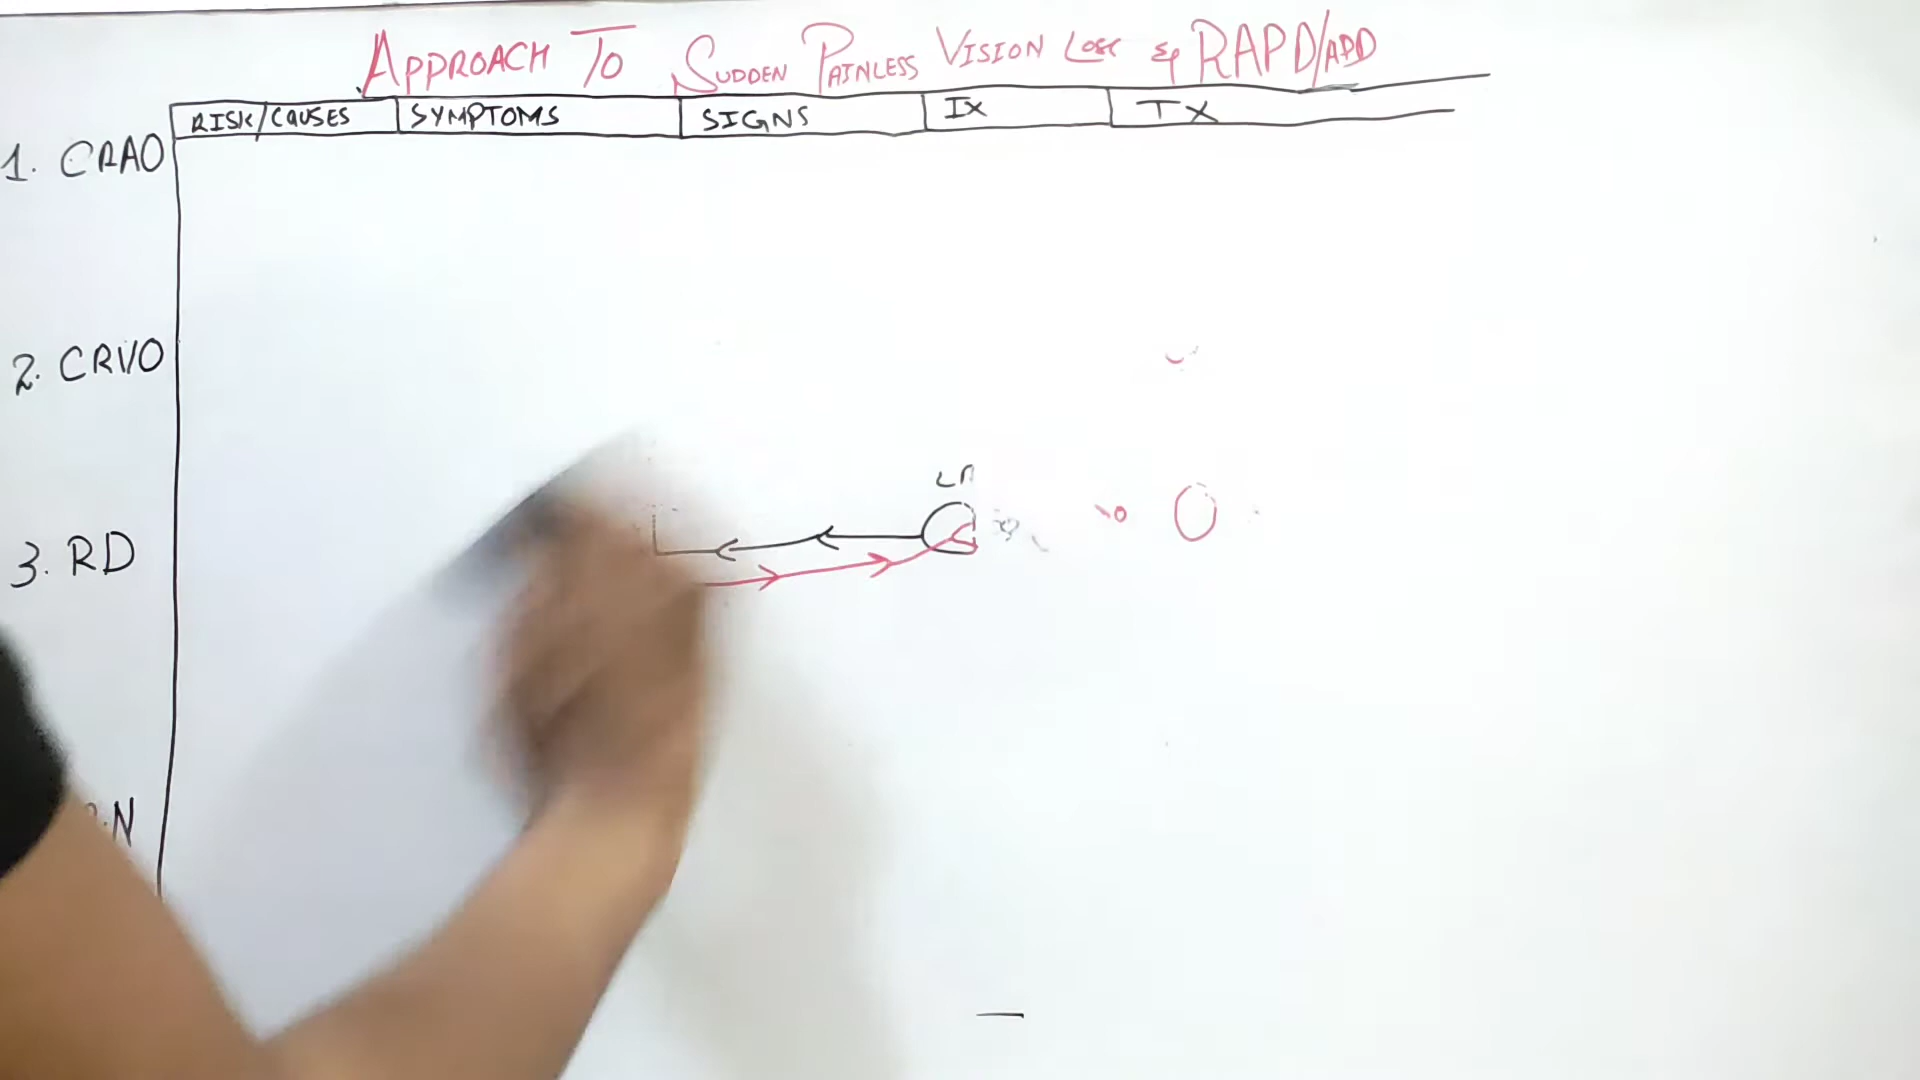 APPROACH TO SUDDEN PAINLESS VISION LOSS & RAPD/APD
RISK/CAUSES SYMPTOMS SIGNS IX TX
1. CRAO
2. CRVO
3. RD